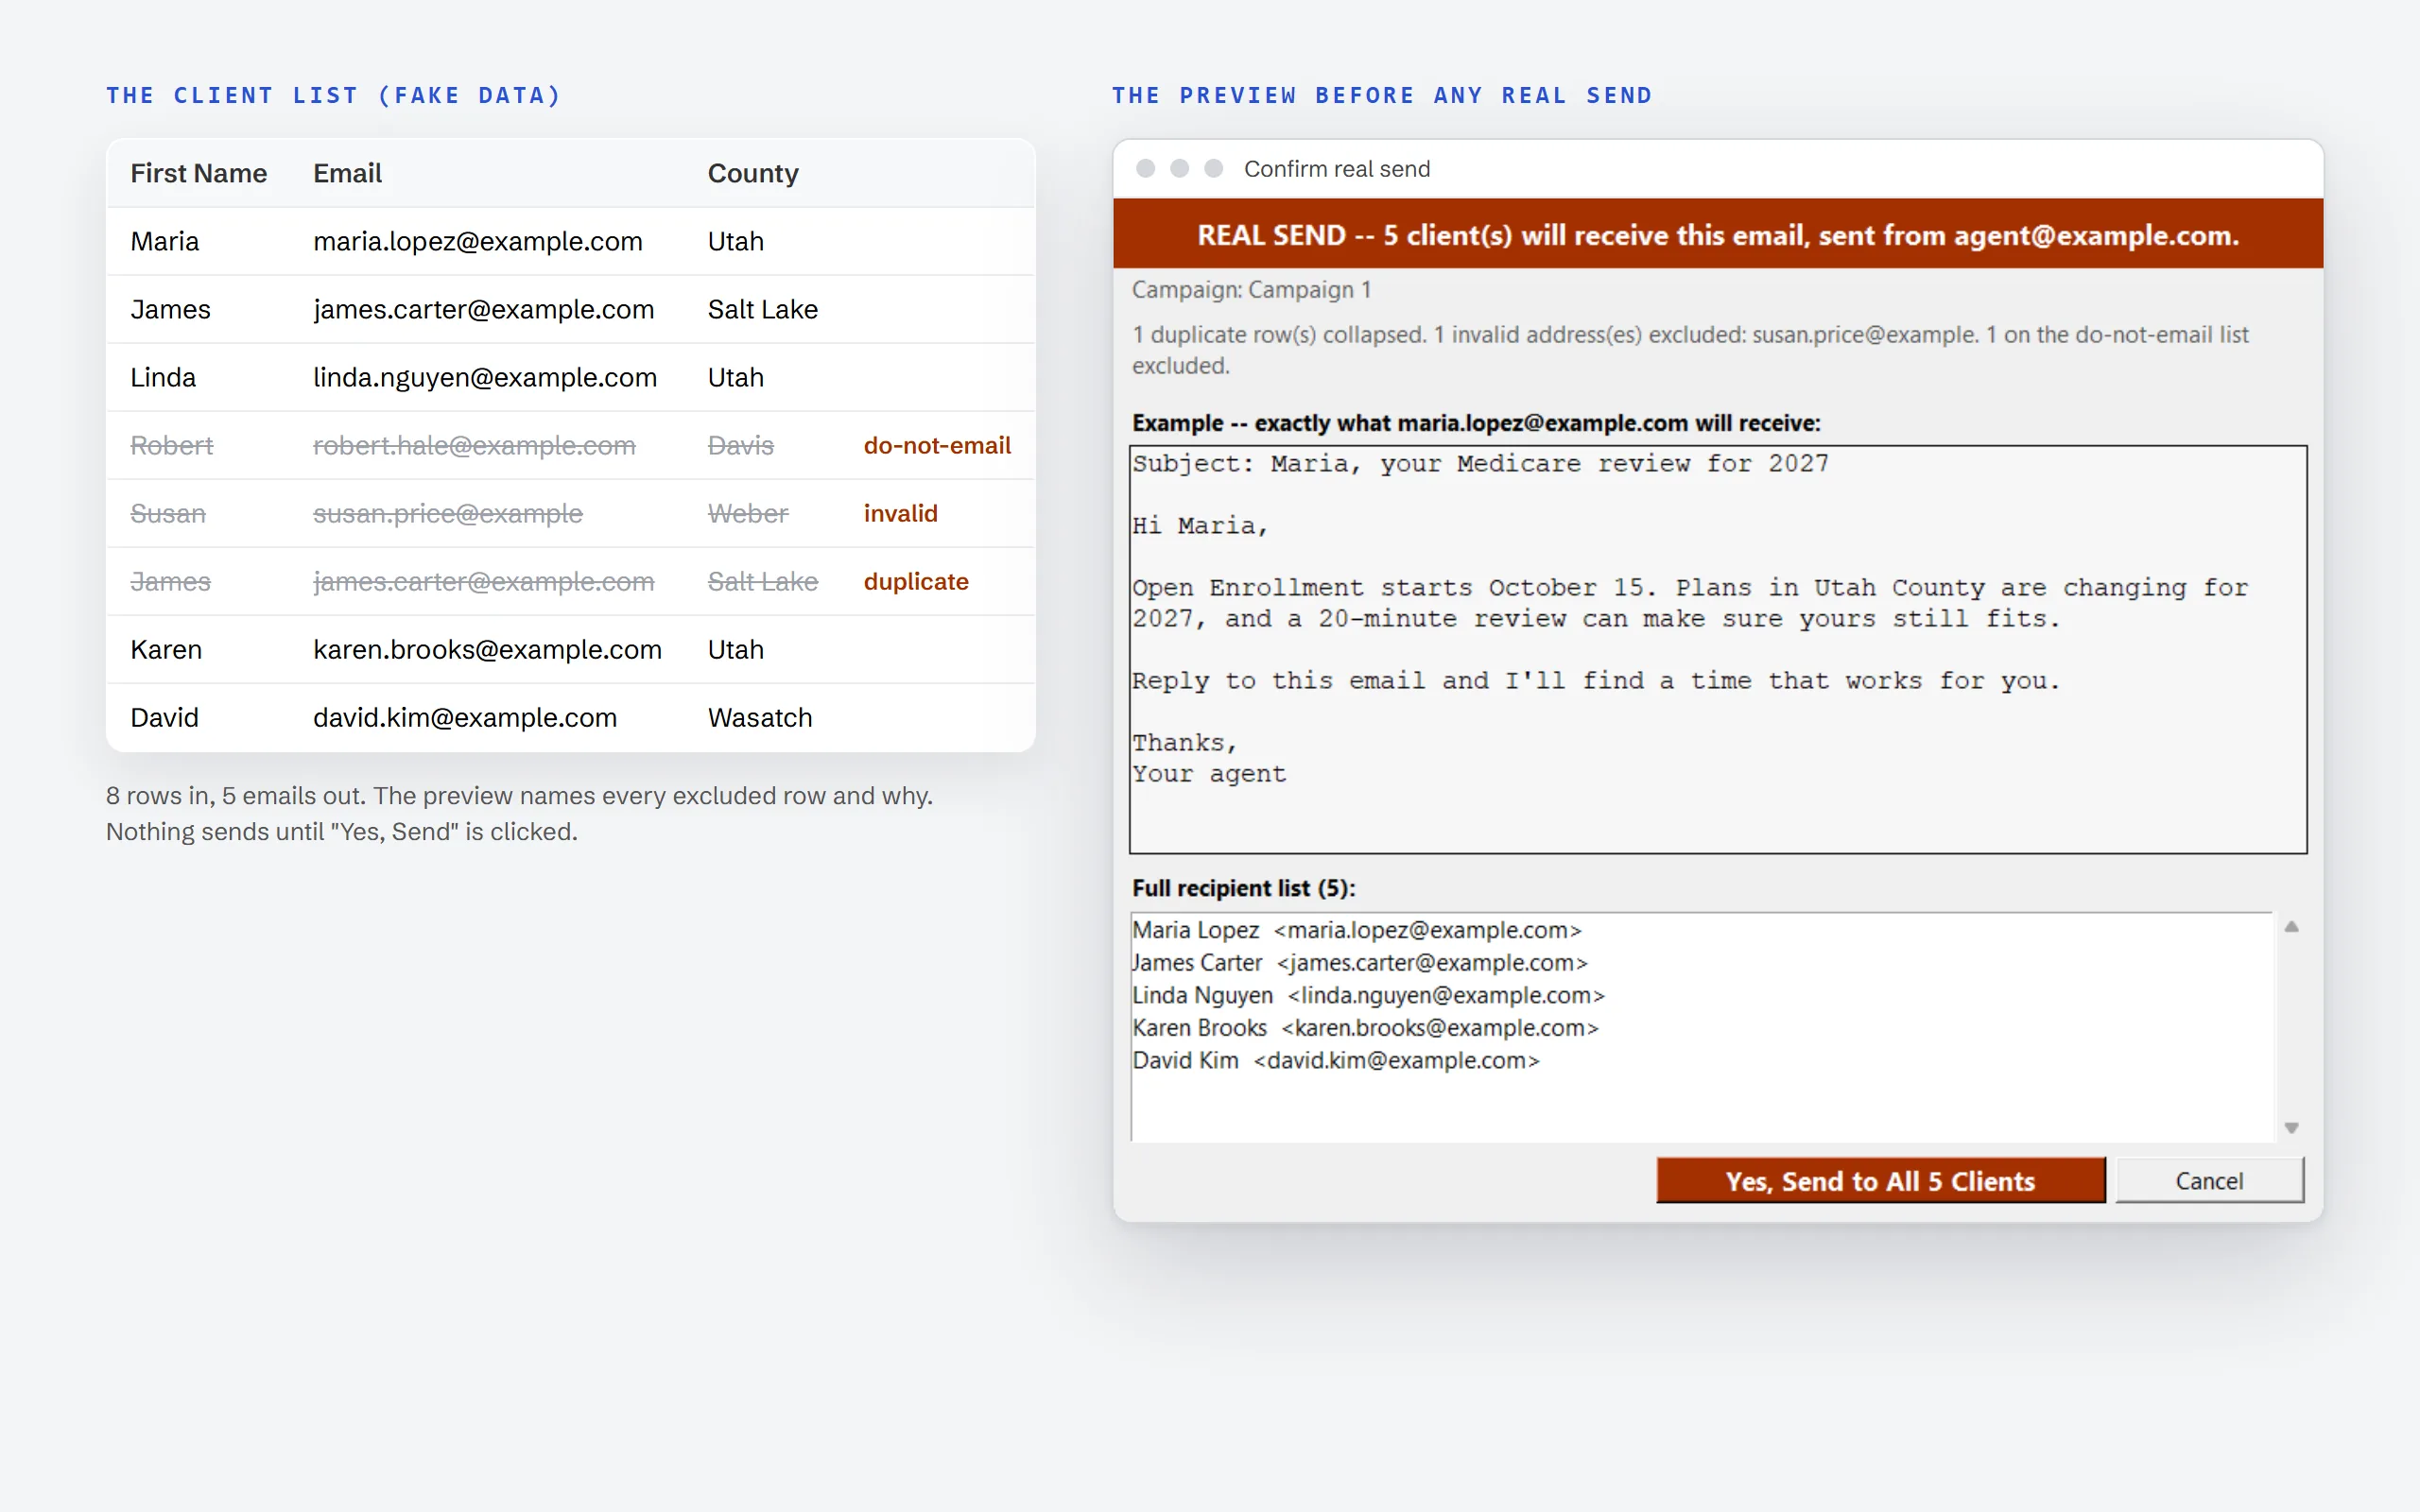 THE CLIENT LIST (FAKE DATA)
First Name Email County
Maria maria.lopez@example.com Utah
James james.carter@example.com Salt Lake
Linda linda.nguyen@example.com Utah
Robert robert.hale@example.com Davis do-not-email
Susan susan.price@example Weber invalid
James james.carter@example.com Salt Lake duplicate
Karen karen.brooks@example.com Utah
David david.kim@example.com Wasatch
8 rows in, 5 emails out. The preview names every excluded row and why.
Nothing sends until "Yes, Send" is clicked.
THE PREVIEW BEFORE ANY REAL SEND
Confirm real send
REAL SEND -- 5 client(s) will receive this email, sent from agent@example.com.
Campaign: Campaign 1
1 duplicate row(s) collapsed. 1 invalid address(es) excluded: susan.price@example. 1 on the do-not-email list
excluded.
Example -- exactly what maria.lopez@example.com will receive:
Subject: Maria, your Medicare review for 2027
Hi Maria,
Open Enrollment starts October 15. Plans in Utah County are changing for
2027, and a 20-minute review can make sure yours still fits.
Reply to this email and I'll find a time that works for you.
Thanks,
Your agent
Full recipient list (5):
Maria Lopez <maria.lopez@example.com>
James Carter <james.carter@example.com>
Linda Nguyen <linda.nguyen@example.com>
Karen Brooks <karen.brooks@example.com>
David Kim <david.kim@example.com>
Yes, Send to All 5 Clients Cancel